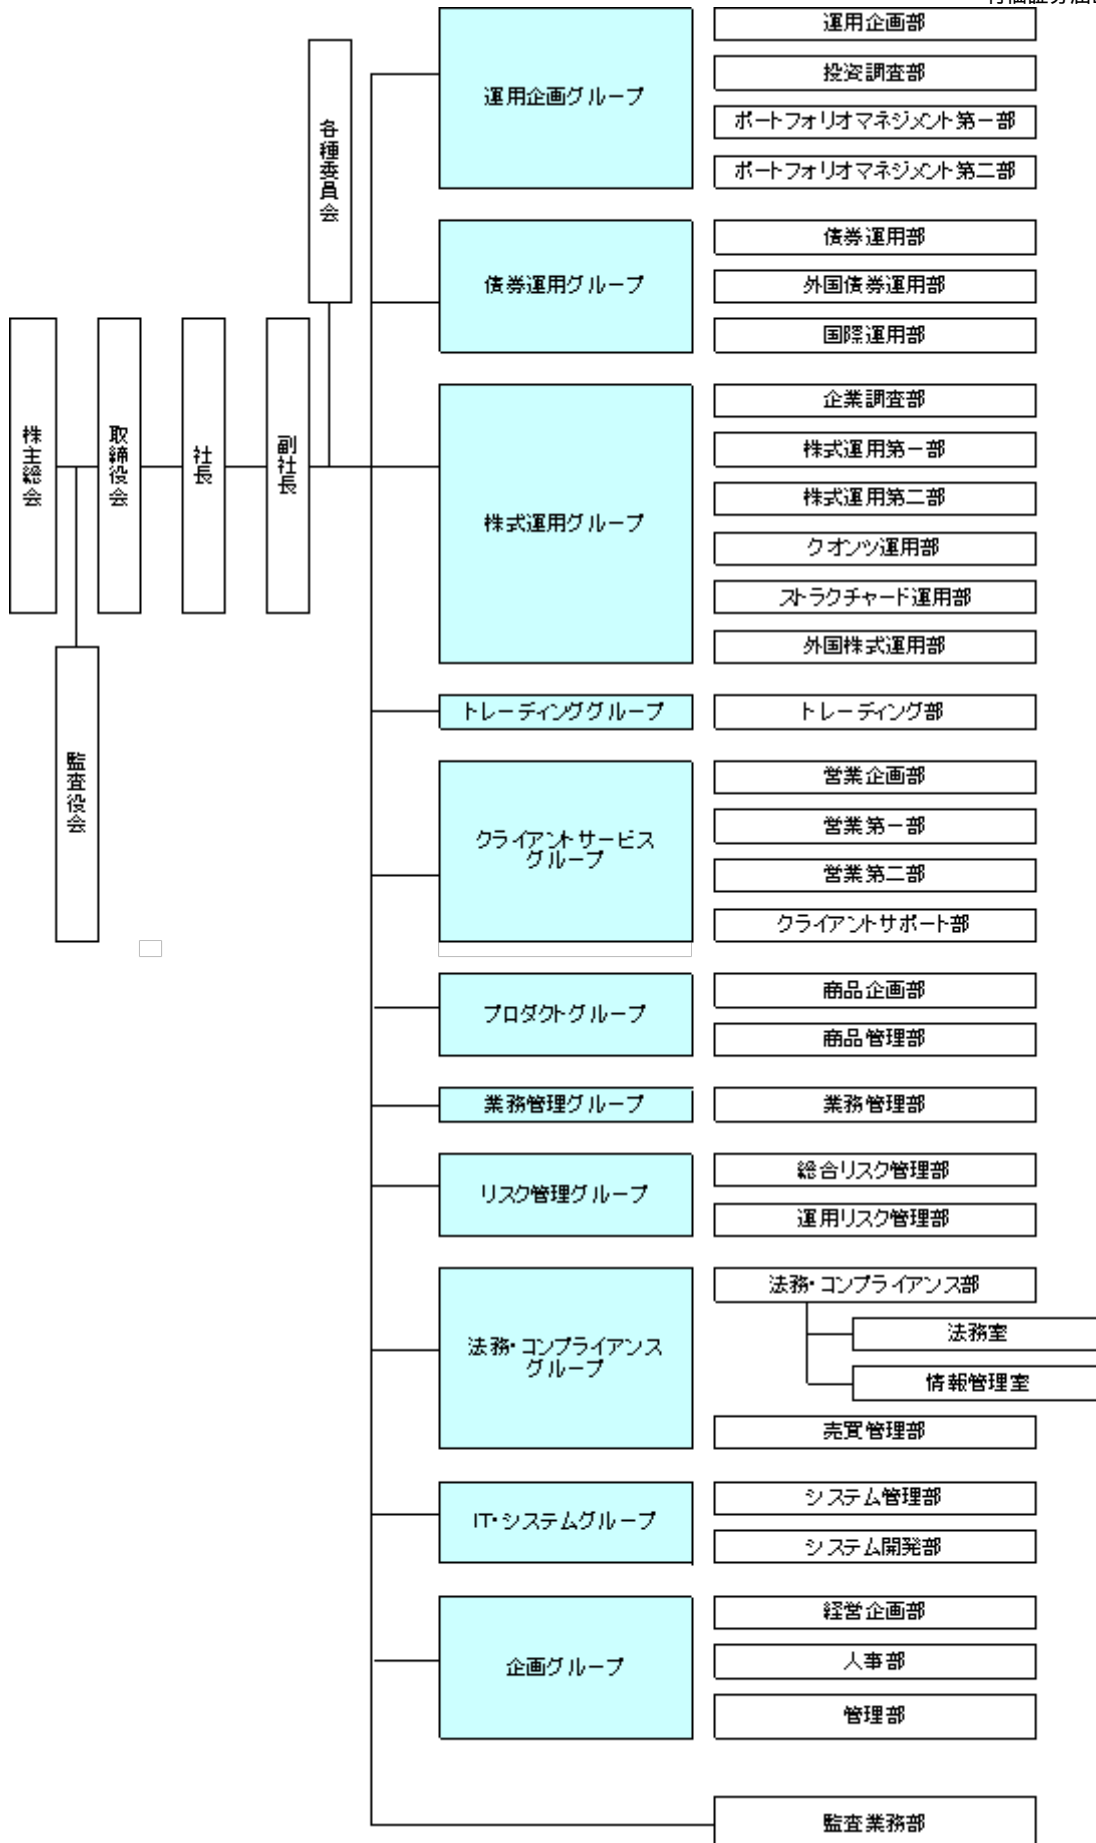 株主総会
監査役会
取締役会
社長
副社長
各種委員会
運用企画グループ
運用企画部
投資調査部
ポートフォリオマネジメント第一部
ポートフォリオマネジメント第二部
債券運用グループ
債券運用部
外国債券運用部
国際運用部
株式運用グループ
企業調査部
株式運用第一部
株式運用第二部
クオンツ運用部
ストラクチャード運用部
外国株式運用部
トレーディンググループ
トレーディング部
クライアントサービス
グループ
営業企画部
営業第一部
営業第二部
クライアントサポート部
プロダクトグループ
商品企画部
商品管理部
業務管理グループ
業務管理部
リスク管理グループ
総合リスク管理部
運用リスク管理部
法務・コンプライアンス
グループ
法務・コンプライアンス部
法務室
情報管理室
売買管理部
IT・システムグループ
システム管理部
システム開発部
企画グループ
経営企画部
人事部
管理部
監査業務部